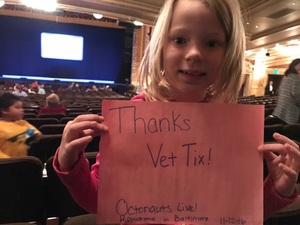 Thanks
Vet Tix!
Octonauts Live!
Hippodrome in Baltimore